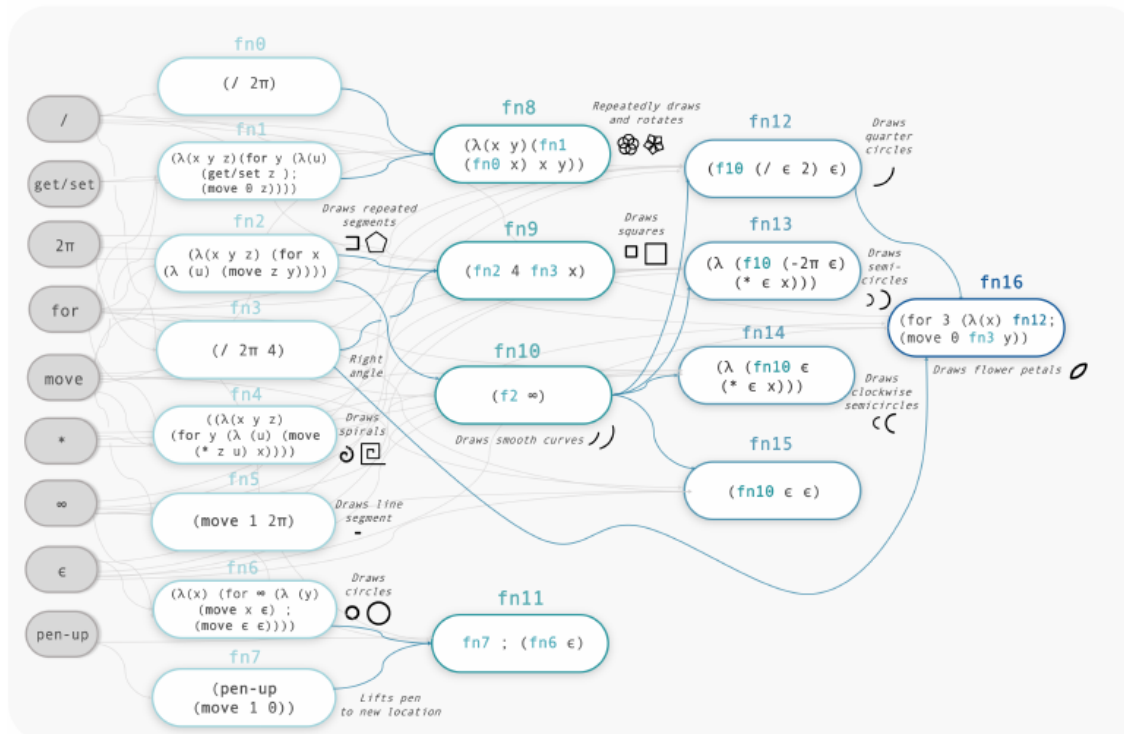 /
get/set
2π
for
move
*
∞
ϵ
pen-up
fn0
(/ 2π)
fn1
(λ(x y z)(for y (λ(u)
(get/set z );
(move 0 z))))
fn2
(λ(x y z) (for x
(λ (u) (move z y))))
Draws repeated
segments
fn3
(/ 2π 4)
Right
angle
fn4
((λ(x y z)
(for y (λ (u) (move
(* z u) x))))
Draws
spirals
fn5
(move 1 2π)
Draws line
segment
fn6
(λ(x) (for ∞ (λ (y)
(move x ϵ) ;
(move ϵ ϵ))))
Draws
circles
fn7
(pen-up
(move 1 0))
Lifts pen
to new location
fn8
(λ(x y)(fn1
(fn0 x) x y))
Repeatedly draws
and rotates
fn9
(fn2 4 fn3 x)
Draws
squares
fn10
(f2 ∞)
Draws smooth curves
fn11
fn7 ; (fn6 ϵ)
fn12
(f10 (/ ϵ 2) ϵ)
Draws
quarter
circles
fn13
(λ (f10 (-2π ϵ)
(* ϵ x)))
Draws
semi-
circles
fn14
(λ (fn10 ϵ
(* ϵ x)))
Draws
clockwise
semicircles
fn15
(fn10 ϵ ϵ)
fn16
(for 3 (λ(x) fn12;
(move 0 fn3 y))
Draws flower petals